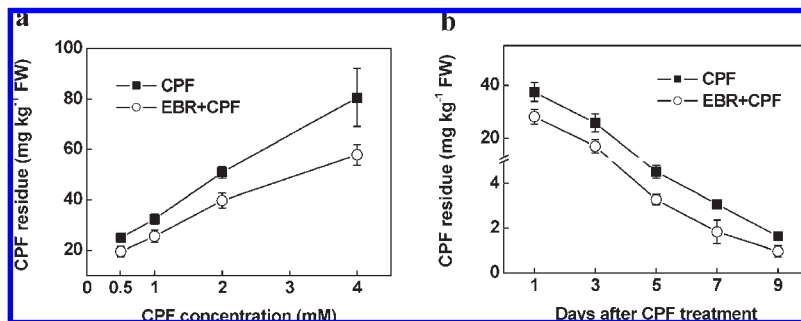 a
CPF residue (mg kg⁻¹ FW)
100
80
60
40
20
CPF
EBR+CPF
0 0.5 1 2 3 4
CPF concentration (mM)
b
CPF residue (mg kg⁻¹ FW)
40
20
4
2
0
CPF
EBR+CPF
1 3 5 7 9
Days after CPF treatment